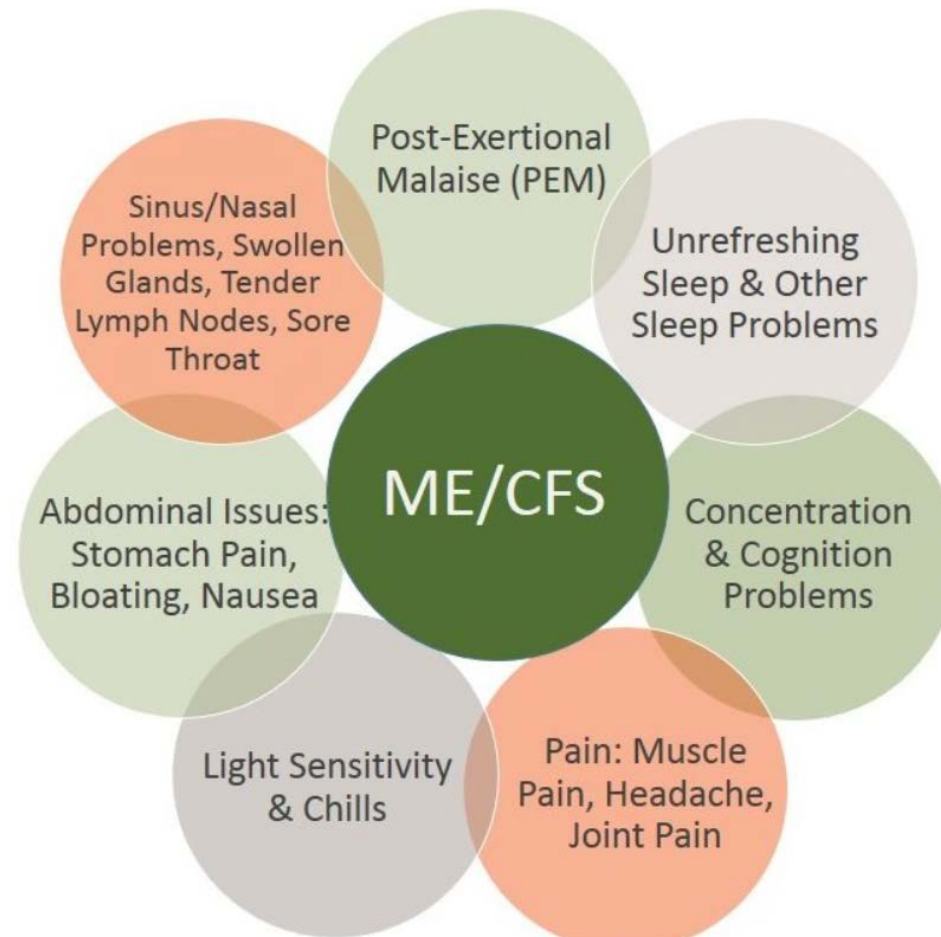 Post-Exertional
Malaise (PEM)
Unrefreshing
Sleep & Other
Sleep Problems
Concentration
& Cognition
Problems
Pain: Muscle
Pain, Headache,
Joint Pain
Light Sensitivity
& Chills
Abdominal Issues:
Stomach Pain,
Bloating, Nausea
Sinus/Nasal
Problems, Swollen
Glands, Tender
Lymph Nodes, Sore
Throat
ME/CFS